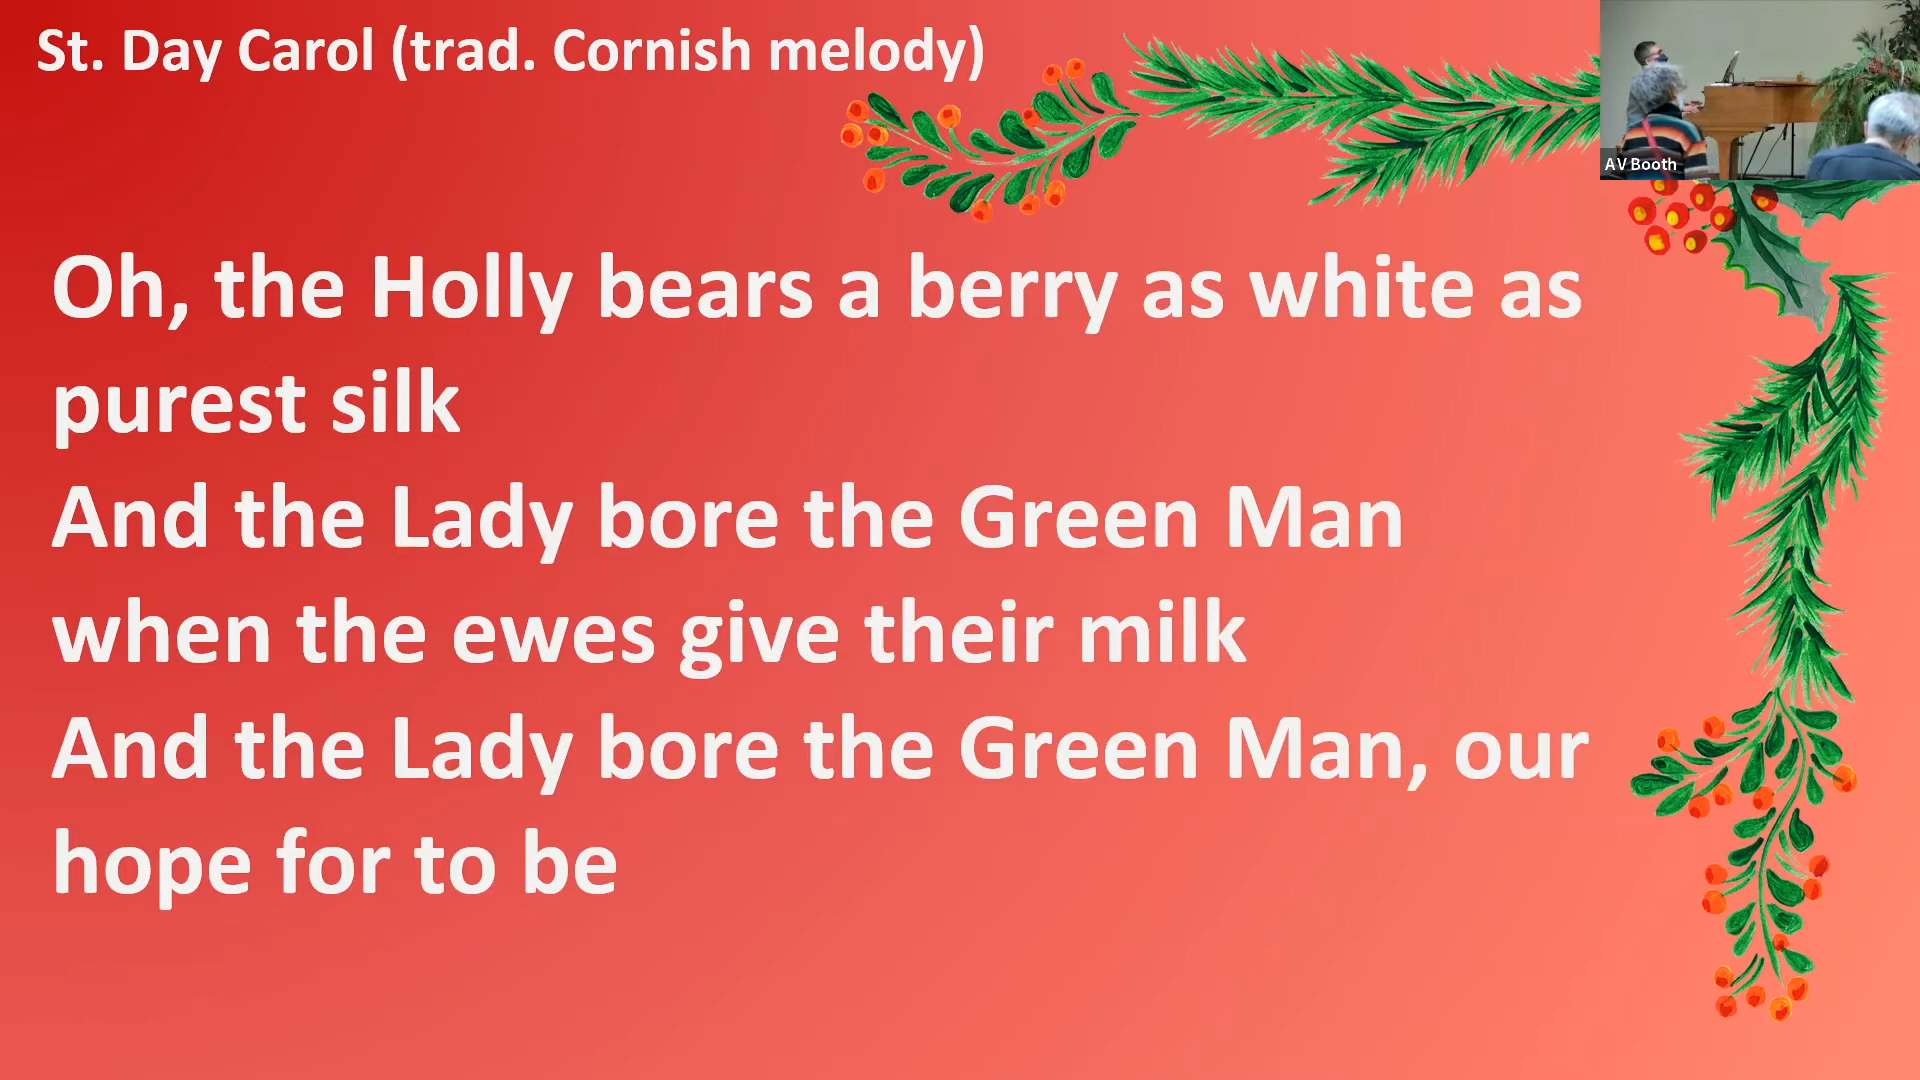 St. Day Carol (trad. Cornish melody)
AV Booth
Oh, the Holly bears a berry as white as
purest silk
And the Lady bore the Green Man
when the ewes give their milk
And the Lady bore the Green Man, our
hope for to be